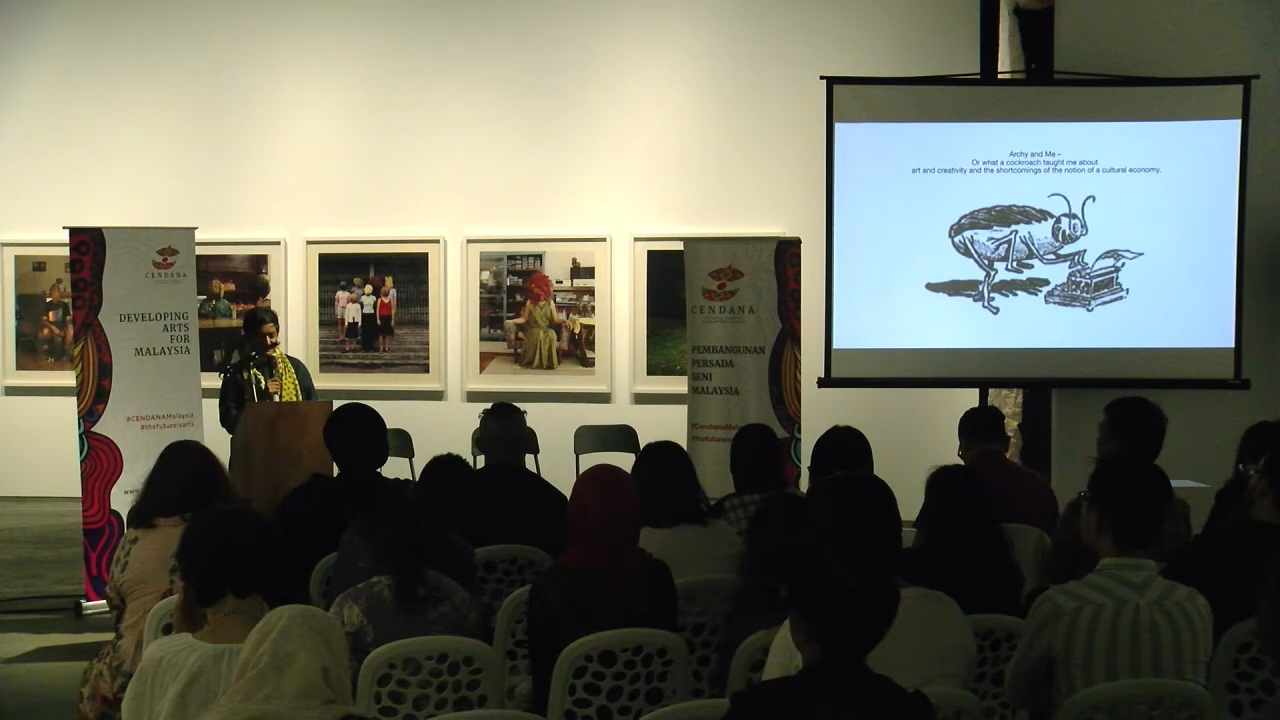 CENDANA
DEVELOPING
ARTS
FOR
MALAYSIA
#CENDANAMalaysia
#thefutureisarts
CENDANA
PEMBANGUNAN
PERSADA
SENI
MALAYSIA
Archy and Me –
Or what a cockroach taught me about
art and creativity and the shortcomings of the notion of a cultural economy.